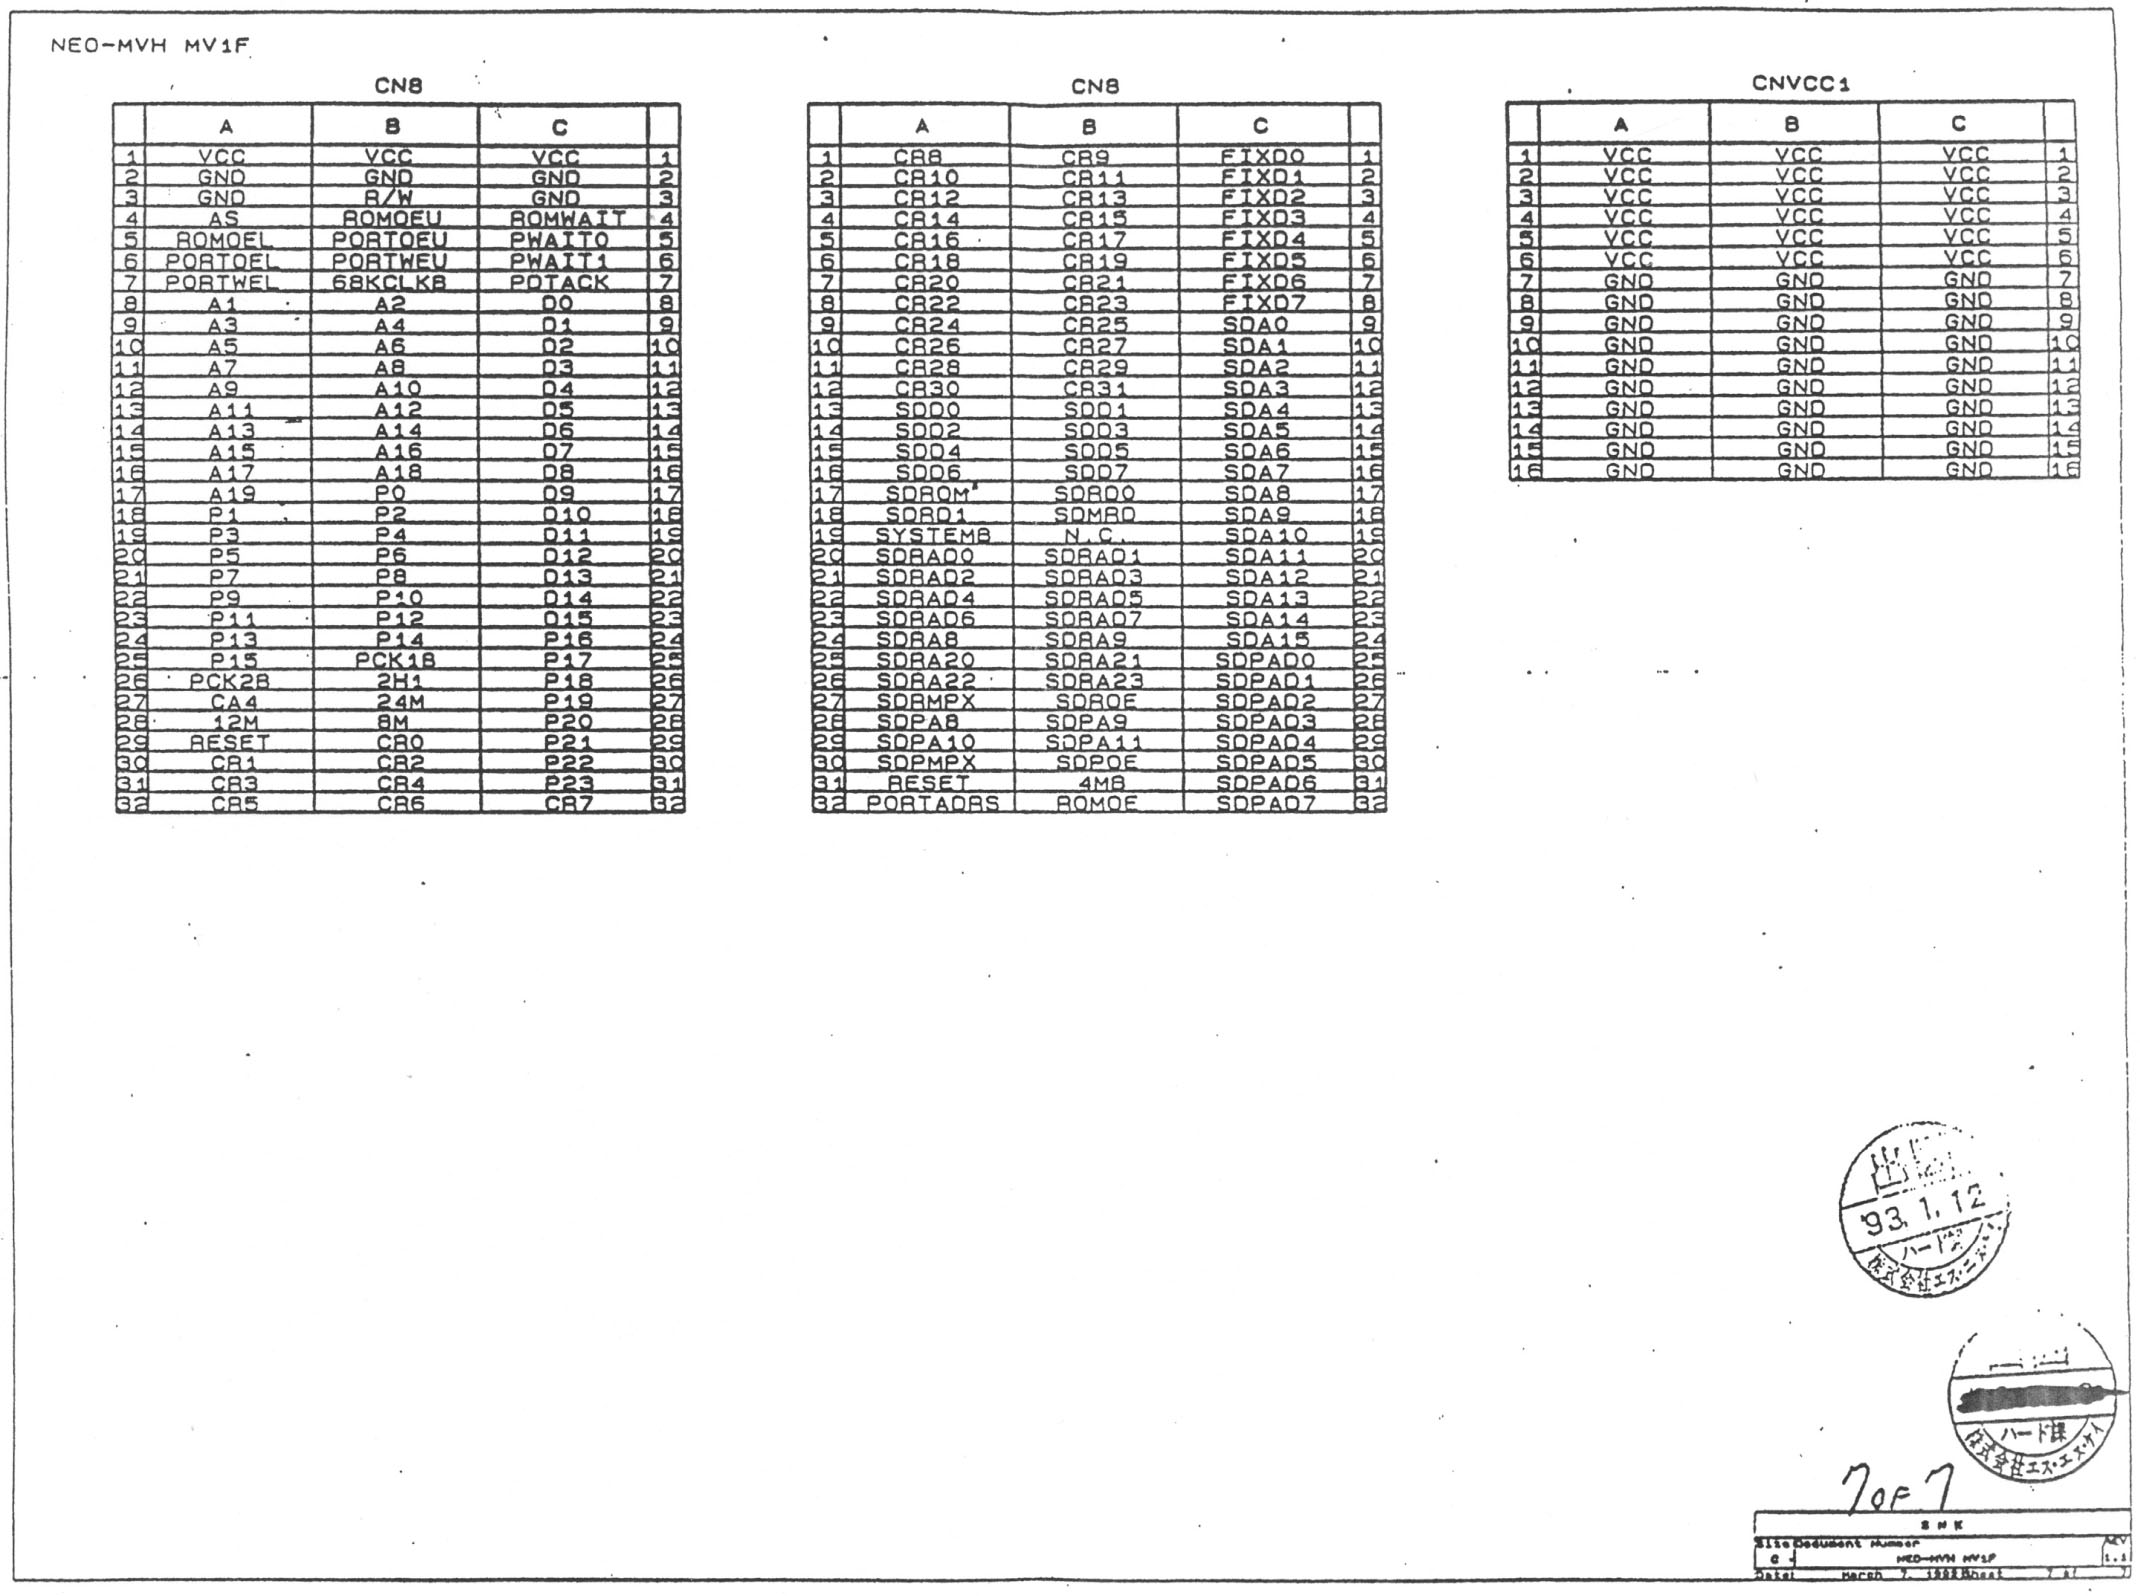 NEO-MVH MV1F
CN8
A B C
1 VCC VCC VCC 1
2 GND GND GND 2
3 GND R/W GND 3
4 AS ROMOEU ROMWAIT 4
5 ROMOEL PORTOEU PWAIT0 5
6 PORTOEL PORTWEU PWAIT1 6
7 PORTWEL 68KCLKB PDTACK 7
8 A1 A2 D0 8
9 A3 A4 D1 9
10 A5 A6 D2 10
11 A7 A8 D3 11
12 A9 A10 D4 12
13 A11 A12 D5 13
14 A13 A14 D6 14
15 A15 A16 D7 15
16 A17 A18 D8 16
17 A19 P0 D9 17
18 P1 P2 D10 18
19 P3 P4 D11 19
20 P5 P6 D12 20
21 P7 P8 D13 21
22 P9 P10 D14 22
23 P11 P12 D15 23
24 P13 P14 P16 24
25 P15 PCK1B P17 25
26 PCK2B 2H1 P18 26
27 CA4 24M P19 27
28 12M 8M P20 28
29 RESET CR0 P21 29
30 CR1 CR2 P22 30
31 CR3 CR4 P23 31
32 CR5 CR6 CR7 32
CN8
A B C
1 CR8 CR9 FIXD0 1
2 CR10 CR11 FIXD1 2
3 CR12 CR13 FIXD2 3
4 CR14 CR15 FIXD3 4
5 CR16 CR17 FIXD4 5
6 CR18 CR19 FIXD5 6
7 CR20 CR21 FIXD6 7
8 CR22 CR23 FIXD7 8
9 CR24 CR25 SDA0 9
10 CR26 CR27 SDA1 10
11 CR28 CR29 SDA2 11
12 CR30 CR31 SDA3 12
13 SDD0 SDD1 SDA4 13
14 SDD2 SDD3 SDA5 14
15 SDD4 SDD5 SDA6 15
16 SDD6 SDD7 SDA7 16
17 SDROM SDRD0 SDA8 17
18 SDRD1 SDMRD SDA9 18
19 SYSTEMB N.C. SDA10 19
20 SDRAD0 SDRAD1 SDA11 20
21 SDRAD2 SDRAD3 SDA12 21
22 SDRAD4 SDRAD5 SDA13 22
23 SDRAD6 SDRAD7 SDA14 23
24 SDRA8 SDRA9 SDA15 24
25 SDRA20 SDRA21 SDPAD0 25
26 SDRA22 SDRA23 SDPAD1 26
27 SDRMPX SDROE SDPAD2 27
28 SDPA8 SDPA9 SDPAD3 28
29 SDPA10 SDPA11 SDPAD4 29
30 SDPMPX SDPOE SDPAD5 30
31 RESET 4MB SDPAD6 31
32 PORTADRS ROMOE SDPAD7 32
CNVCC1
A B C
1 VCC VCC VCC 1
2 VCC VCC VCC 2
3 VCC VCC VCC 3
4 VCC VCC VCC 4
5 VCC VCC VCC 5
6 VCC VCC VCC 6
7 GND GND GND 7
8 GND GND GND 8
9 GND GND GND 9
10 GND GND GND 10
11 GND GND GND 11
12 GND GND GND 12
13 GND GND GND 13
14 GND GND GND 14
15 GND GND GND 15
16 GND GND GND 16
'93.1.12
ハード
株式会社エス・
ハード課
株式会社エス・エヌ・ケイ
7 OF 7
SNK
Size Document Number REV
C NEO-MVH MV1F 1.1
Date: March 7, Sheet 7 of 7